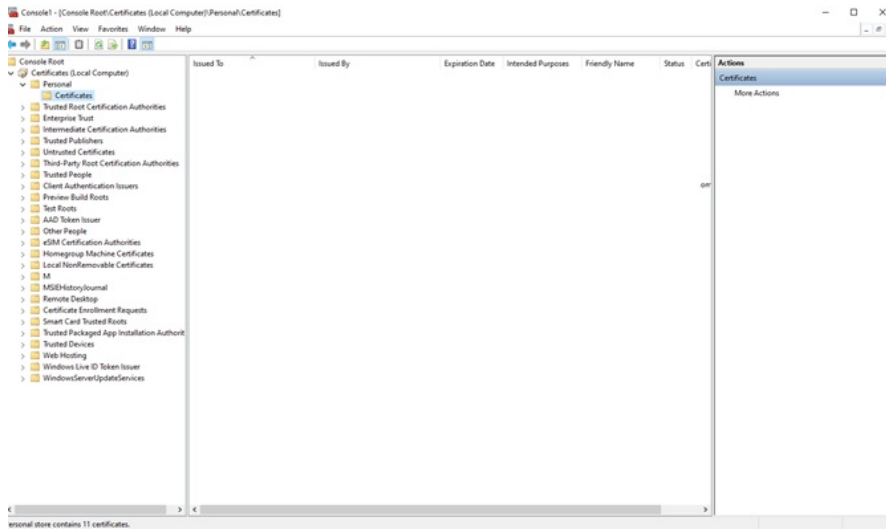 Console1 - [Console Root\Certificates (Local Computer)\Personal\Certificates]
File Action View Favorites Window Help
Console Root
Certificates (Local Computer)
Personal
Certificates
Trusted Root Certification Authorities
Enterprise Trust
Intermediate Certification Authorities
Trusted Publishers
Untrusted Certificates
Third-Party Root Certification Authorities
Trusted People
Client Authentication Issuers
Preview Build Roots
Test Roots
AAD Token Issuer
Other People
eSIM Certification Authorities
Homegroup Machine Certificates
Local NonRemovable Certificates
M
MSIEHistoryJournal
Remote Desktop
Certificate Enrollment Requests
Smart Card Trusted Roots
Trusted Packaged App Installation Authorit
Trusted Devices
Web Hosting
Windows Live ID Token Issuer
WindowsServerUpdateServices
Issued To Issued By Expiration Date Intended Purposes Friendly Name Status Certi
om
Actions
Certificates
More Actions
ersonal store contains 11 certificates.